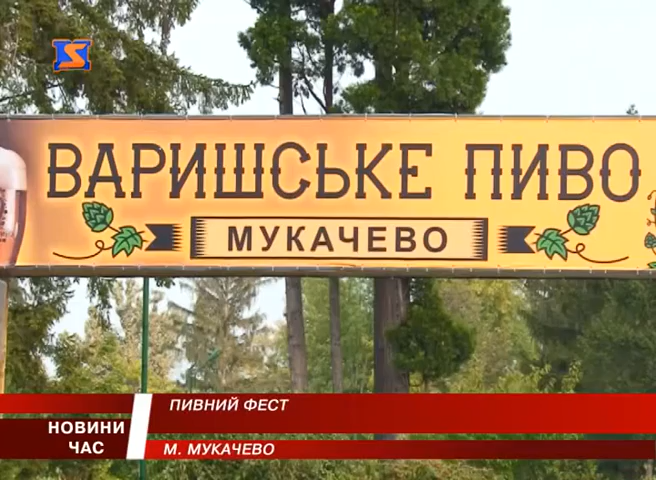 ВАРИШСЬКЕ ПИВО
МУКАЧЕВО
ПИВНИЙ ФЕСТ
НОВИНИ
ЧАС
М. МУКАЧЕВО